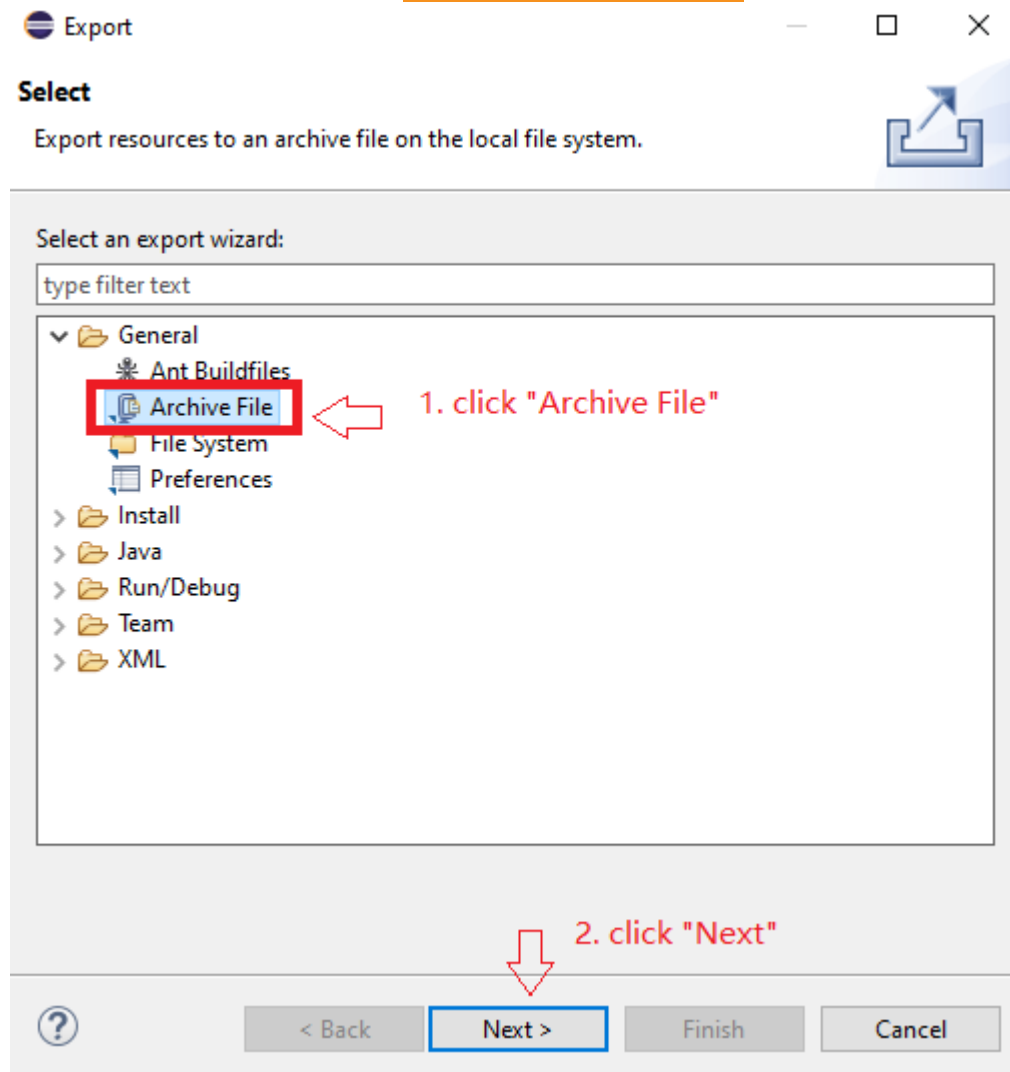 Export
Select
Export resources to an archive file on the local file system.
Select an export wizard:
type filter text
General
Ant Buildfiles
Archive File
1. click "Archive File"
File System
Preferences
Install
Java
Run/Debug
Team
XML
2. click "Next"
?
< Back
Next >
Finish
Cancel